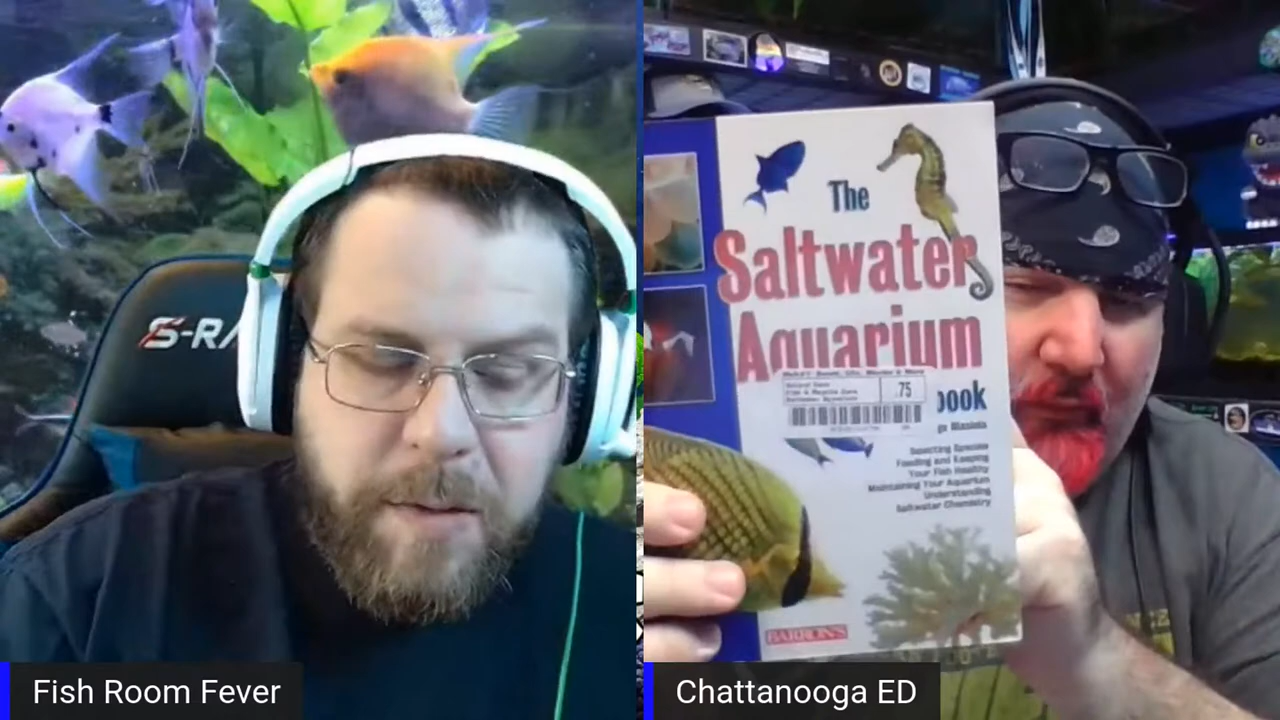 S-RA
The
Saltwater
Aquarium
.75
book
Selecting Species
Feeding and Keeping
Your Fish Healthy
Maintaining Your Aquarium
Understanding
Saltwater Chemistry
BARRON'S
Fish Room Fever
Chattanooga ED